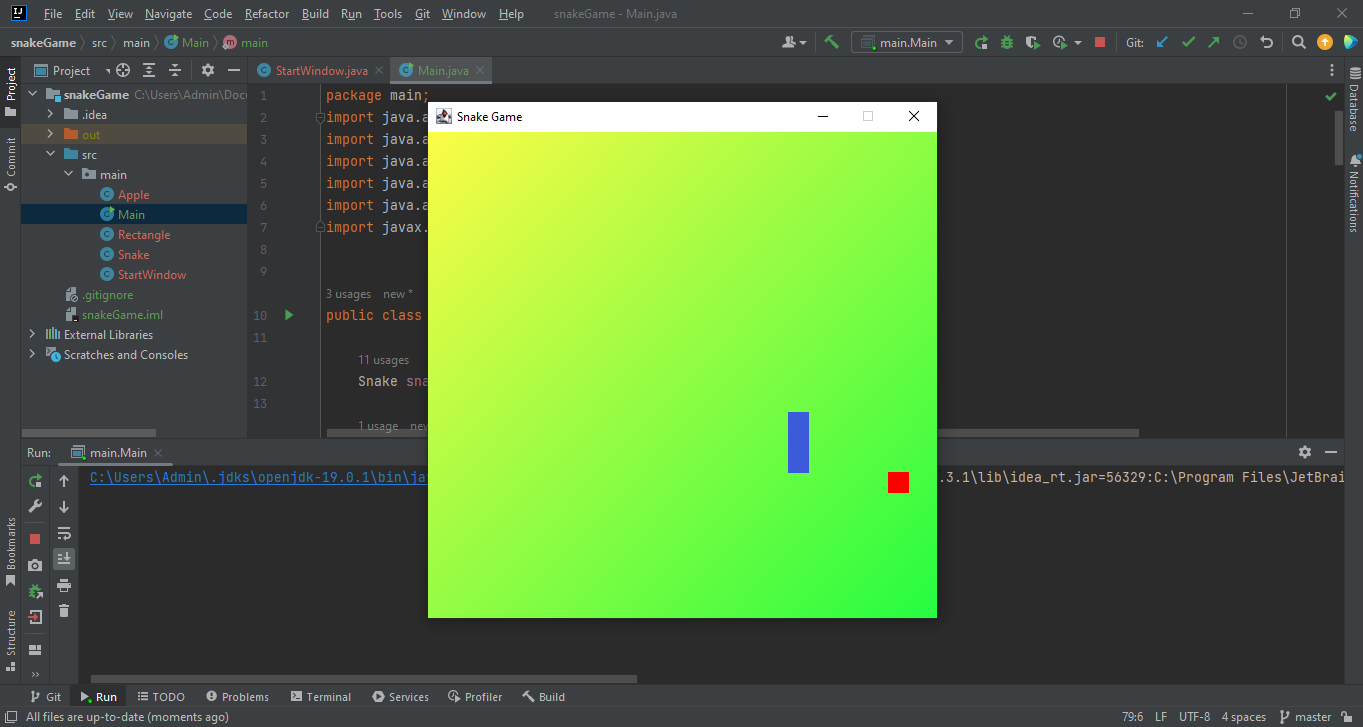 File Edit View Navigate Code Refactor Build Run Tools Git Window Help snakeGame - Main.java
snakeGame src main Main main main.Main Git:
Project StartWindow.java Main.java
Project
Commit
Bookmarks
Structure
snakeGame C:\Users\Admin\Docu
.idea
out
src
main
Apple
Main
Rectangle
Snake
StartWindow
.gitignore
snakeGame.iml
External Libraries
Scratches and Consoles
1 package main;
2 import java.a
3 import java.a
4 import java.a
5 import java.a
6 import java.a
7 import javax.
8
9
3 usages new *
10 public class
11
11 usages
12 Snake sna
13
1 usage new
Snake Game
Database
Notifications
Run: main.Main
C:\Users\Admin\.jdks\openjdk-19.0.1\bin\ja .3.1\lib\idea_rt.jar=56329:C:\Program Files\JetBrai
Git Run TODO Problems Terminal Services Profiler Build
All files are up-to-date (moments ago) 79:6 LF UTF-8 4 spaces master